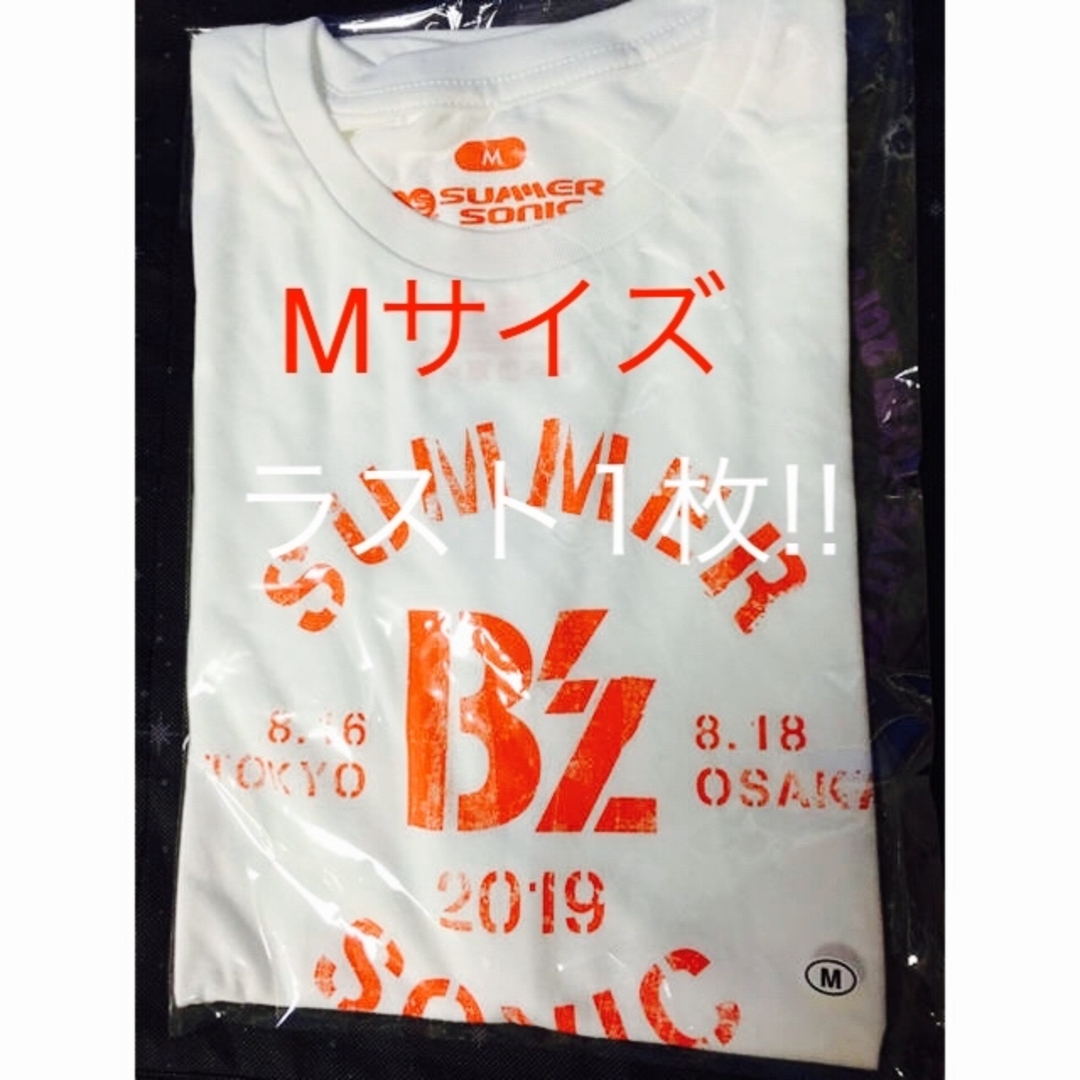 M
SUMMER
SONIC
Mサイズ
SUMMER
ラスト1枚!!
B'z
8.16
TOKYO
8.18
OSAKA
2019
SONIC
M